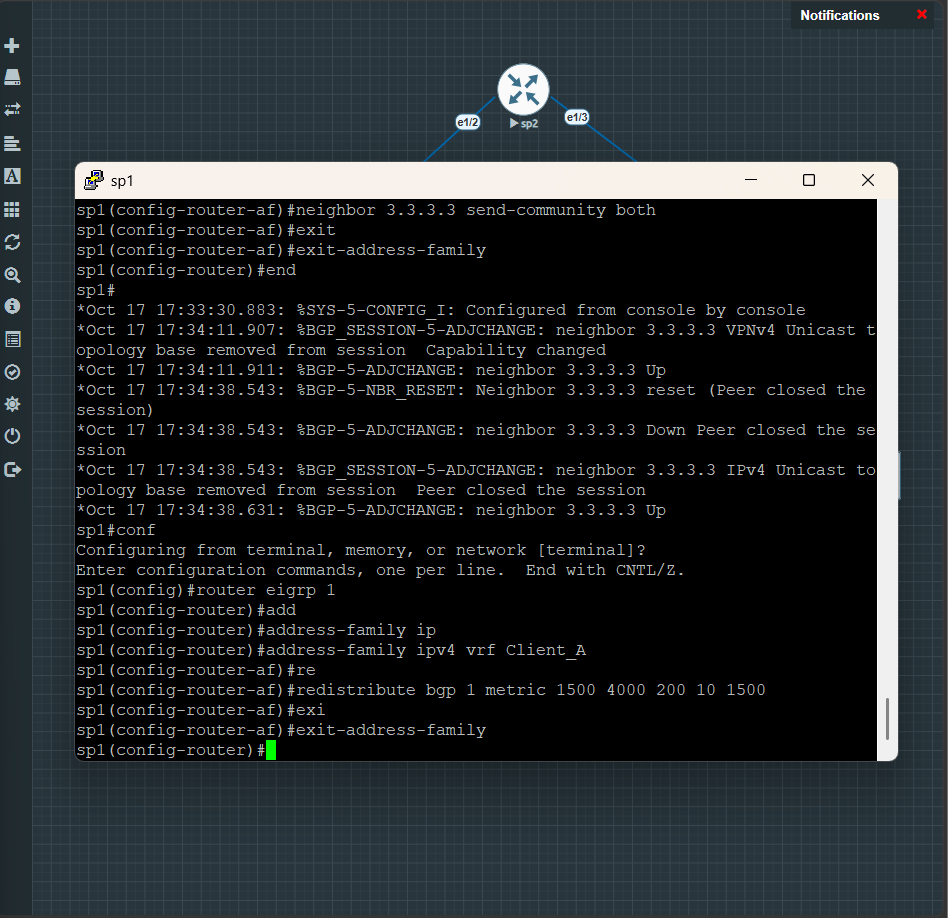 Notifications
e1/2
e1/3
sp2
sp1
sp1(config-router-af)#neighbor 3.3.3.3 send-community both
sp1(config-router-af)#exit
sp1(config-router-af)#exit-address-family
sp1(config-router)#end
sp1#
*Oct 17 17:33:30.883: %SYS-5-CONFIG_I: Configured from console by console
*Oct 17 17:34:11.907: %BGP_SESSION-5-ADJCHANGE: neighbor 3.3.3.3 VPNv4 Unicast t
opology base removed from session  Capability changed
*Oct 17 17:34:11.911: %BGP-5-ADJCHANGE: neighbor 3.3.3.3 Up
*Oct 17 17:34:38.543: %BGP-5-NBR_RESET: Neighbor 3.3.3.3 reset (Peer closed the
session)
*Oct 17 17:34:38.543: %BGP-5-ADJCHANGE: neighbor 3.3.3.3 Down Peer closed the se
ssion
*Oct 17 17:34:38.543: %BGP_SESSION-5-ADJCHANGE: neighbor 3.3.3.3 IPv4 Unicast to
pology base removed from session  Peer closed the session
*Oct 17 17:34:38.631: %BGP-5-ADJCHANGE: neighbor 3.3.3.3 Up
sp1#conf
Configuring from terminal, memory, or network [terminal]?
Enter configuration commands, one per line.  End with CNTL/Z.
sp1(config)#router eigrp 1
sp1(config-router)#add
sp1(config-router)#address-family ip
sp1(config-router)#address-family ipv4 vrf Client_A
sp1(config-router-af)#re
sp1(config-router-af)#redistribute bgp 1 metric 1500 4000 200 10 1500
sp1(config-router-af)#exi
sp1(config-router-af)#exit-address-family
sp1(config-router)#